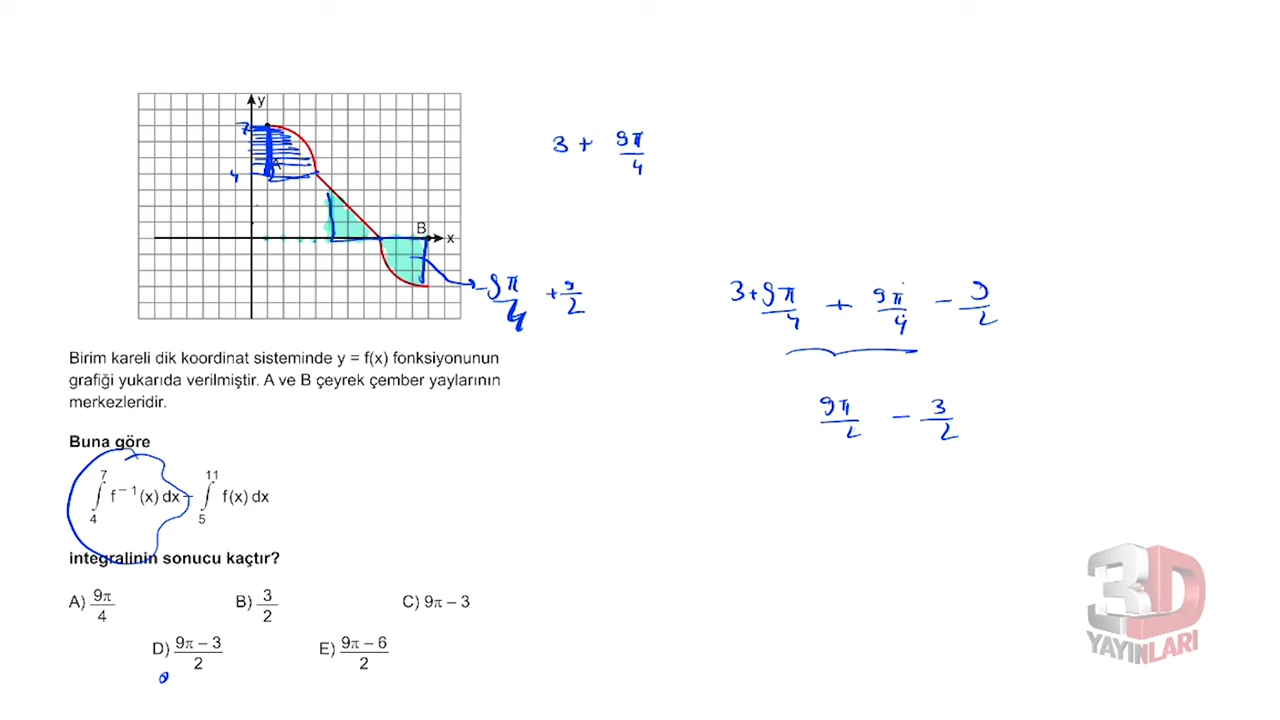 y
7
A
4
B
x
3 + 9π/4
-9π/4 + 9/2
3 + 9π/4 + 9π/4 - 9/2
9π/2 - 3/2
Birim kareli dik koordinat sisteminde y = f(x) fonksiyonunun
grafiği yukarıda verilmiştir. A ve B çeyrek çember yaylarının
merkezleridir.
Buna göre
∫₄⁷ f⁻¹(x) dx – ∫₅¹¹ f(x) dx
integralinin sonucu kaçtır?
A) 9π/4 B) 3/2 C) 9π – 3
D) (9π – 3)/2 E) (9π – 6)/2
3D
YAYINLARI